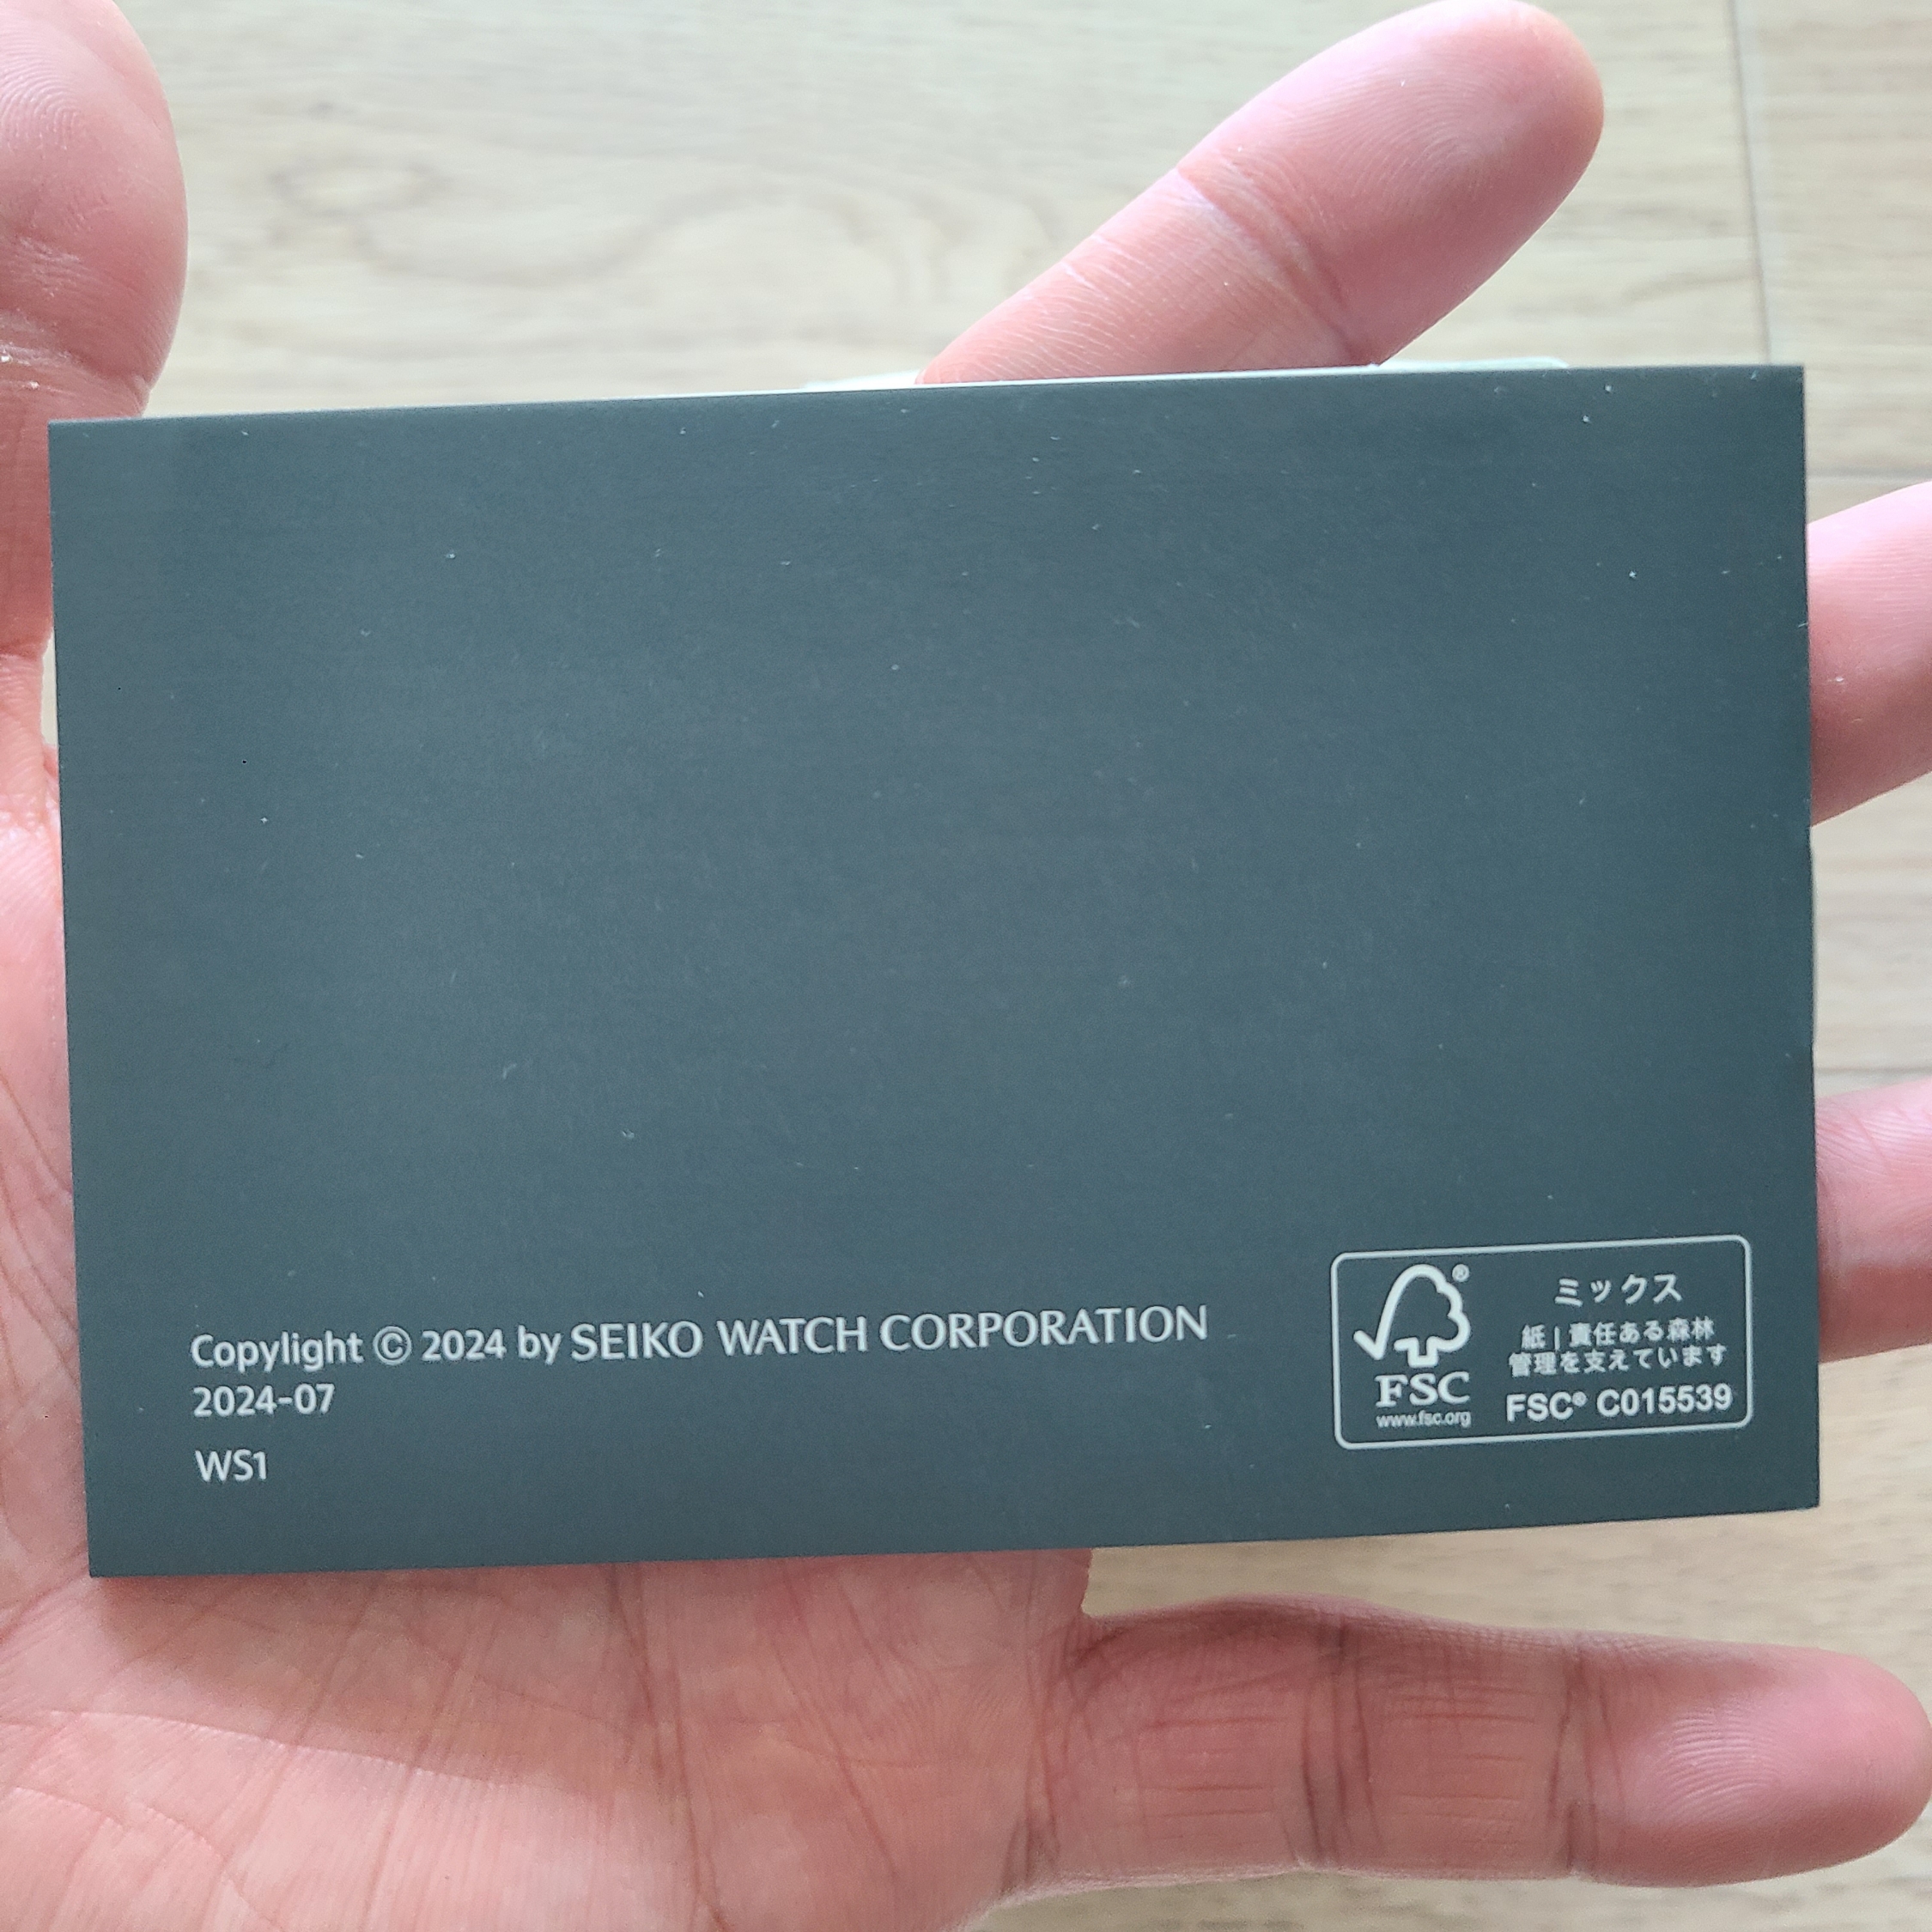 Copylight © 2024 by SEIKO WATCH CORPORATION
2024-07
WS1
®
FSC
www.fsc.org
ミックス
紙 | 責任ある森林
管理を支えています
FSC® C015539